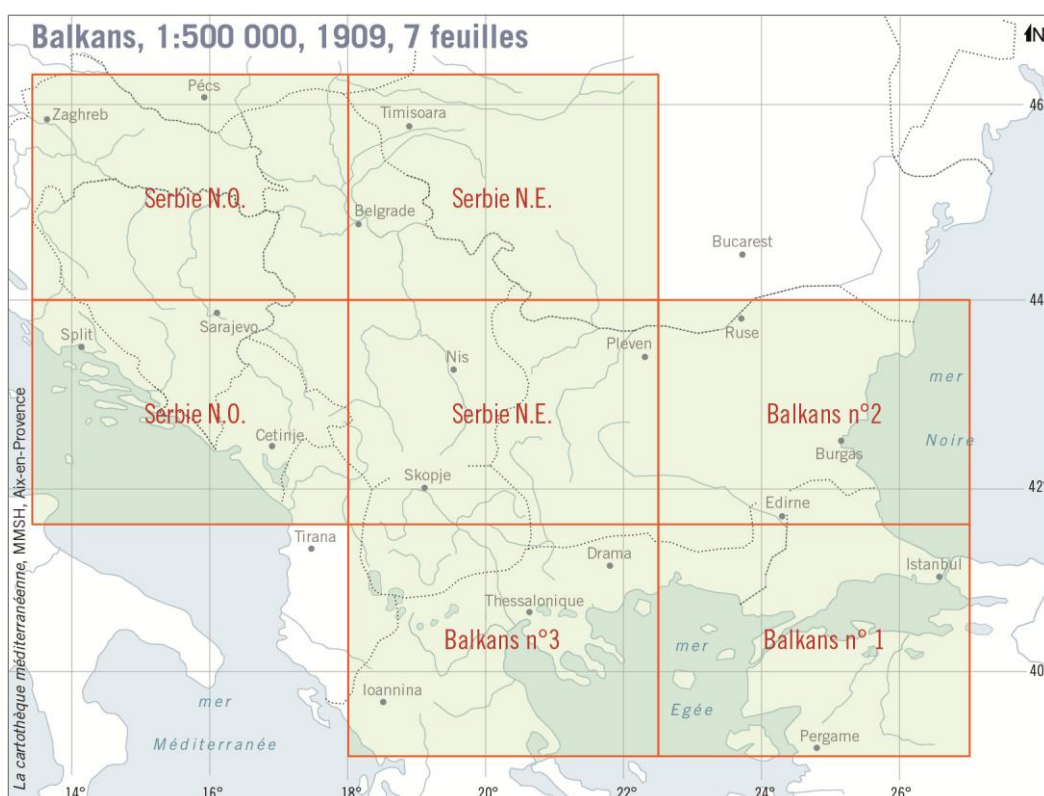 Balkans, 1:500 000, 1909, 7 feuilles
N
Pécs
Zaghreb
Timisoara
46
Serbie N.O.
Serbie N.E.
Belgrade
Bucarest
44
Sarajevo
Split
Ruse
Pleven
Nis
mer
Serbie N.O.
Serbie N.E.
Balkans n°2
Cetinje
Noire
Burgas
Skopje
42
Edirne
Tirana
Drama
Istanbul
Thessalonique
Balkans n°3
mer
Balkans n°1
40
Ioannina
mer
Egée
Méditerranée
Pergame
14°
16°
18°
20°
22°
24°
26°
La cartothèque méditerranéenne, MMSH, Aix-en-Provence